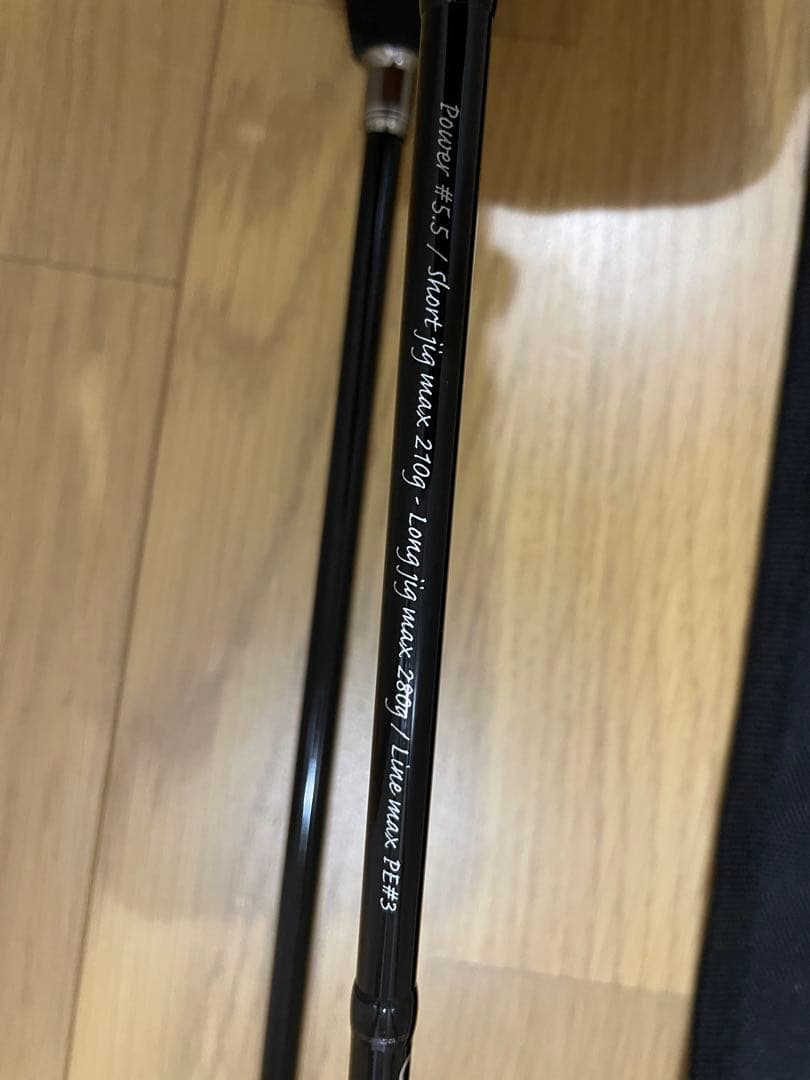 Power #5.5 / Short jig max 210g - Long jig max 280g / Line max PE#3